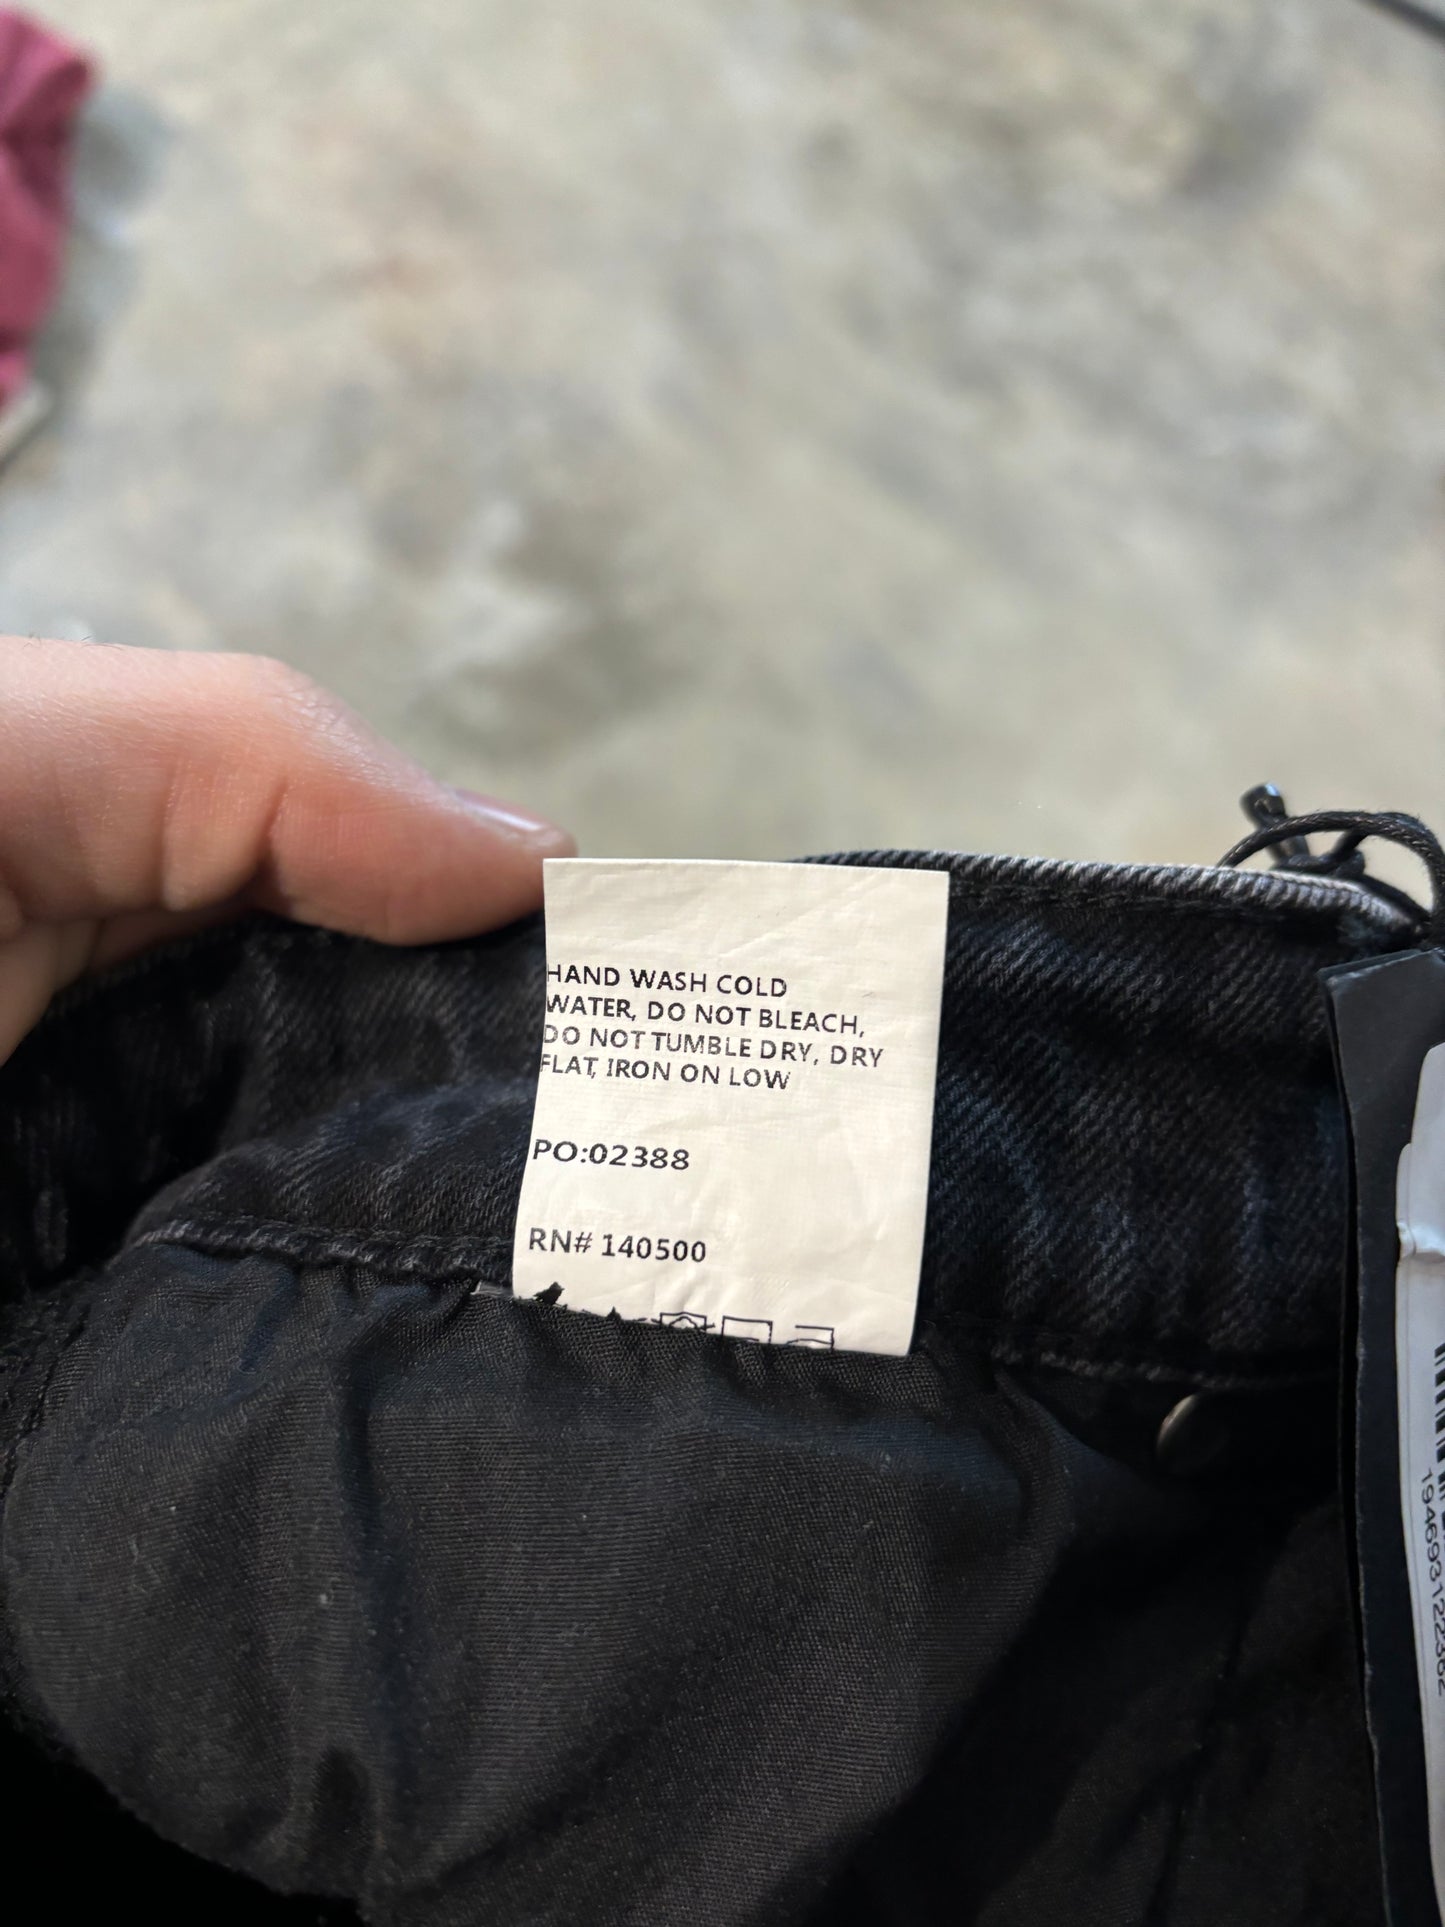 HAND WASH COLD
WATER, DO NOT BLEACH,
DO NOT TUMBLE DRY, DRY
FLAT, IRON ON LOW
PO:02388
RN# 140500
194693122362